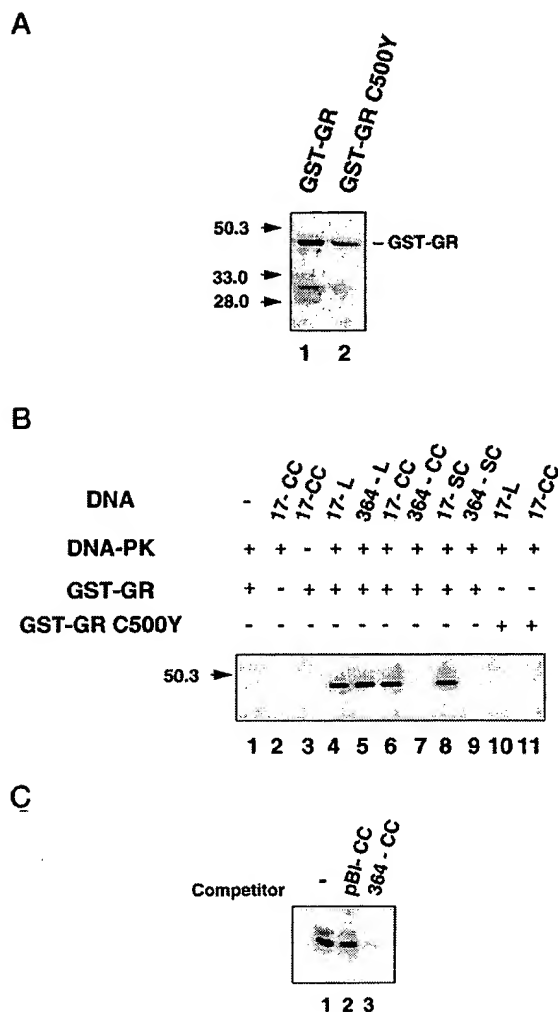 A
GST-GR
GST-GR C500Y
50.3
GST-GR
33.0
28.0
1 2
B
DNA - 17-CC 17-CC 17-L 364-L 17-CC 364-CC 17-SC 364-SC 17-L 17-CC
DNA-PK + + - + + + + + + + +
GST-GR + - + + + + + + + - -
GST-GR C500Y - - - - - - - - - + +
50.3
1 2 3 4 5 6 7 8 9 10 11
C
Competitor - pBI-CC 364-CC
1 2 3